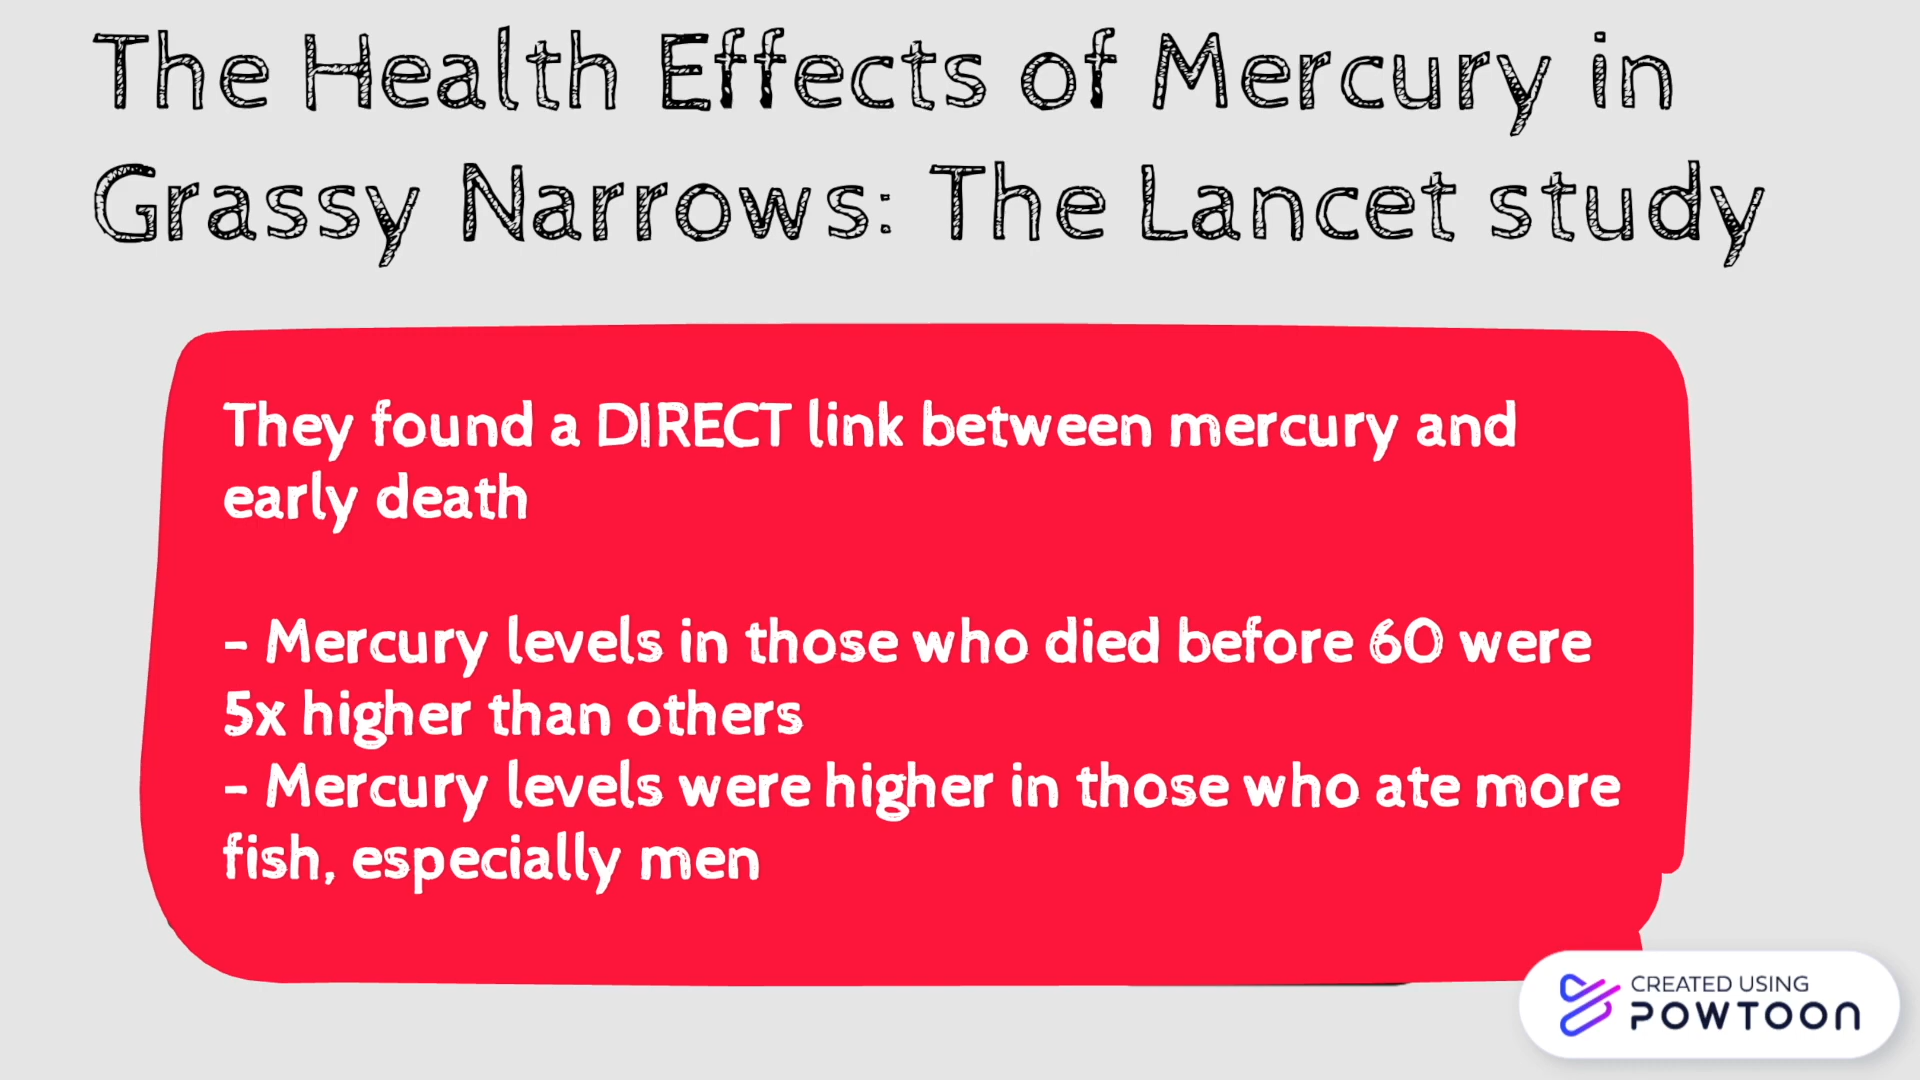 The Health Effects of Mercury in
Grassy Narrows: The Lancet study
They found a DIRECT link between mercury and
early death
- Mercury levels in those who died before 60 were
5x higher than others
- Mercury levels were higher in those who ate more
fish, especially men
CREATED USING
POWTOON